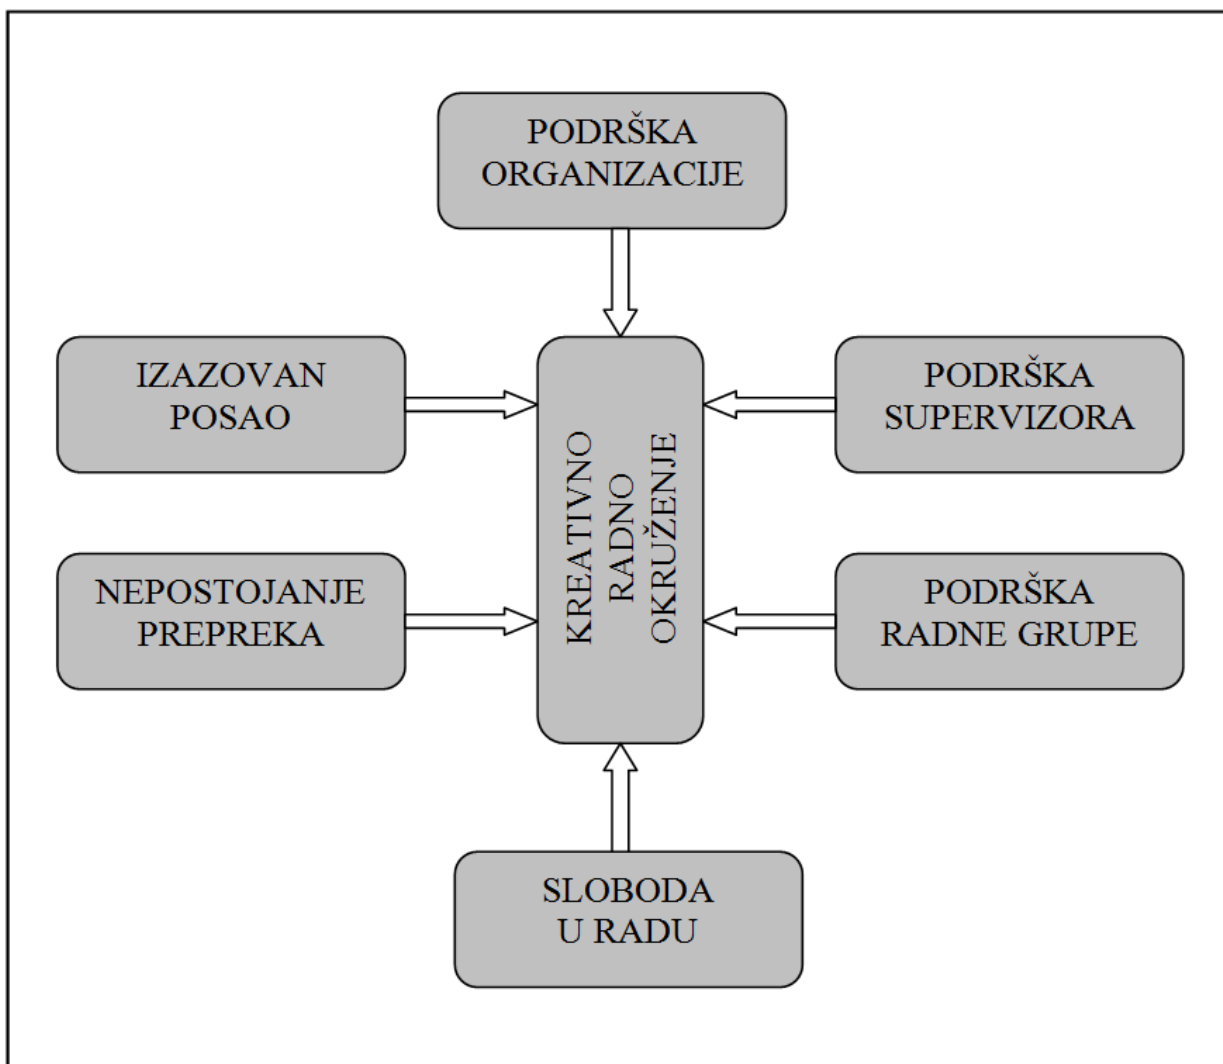 PODRŠKA
ORGANIZACIJE
IZAZOVAN
POSAO
PODRŠKA
SUPERVIZORA
KREATIVNO
RADNO
OKRUŽENJE
NEPOSTOJANJE
PREPREKA
PODRŠKA
RADNE GRUPE
SLOBODA
U RADU